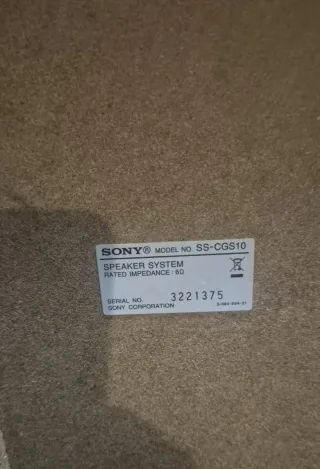 SONY® MODEL NO. SS-CGS10
SPEAKER SYSTEM
RATED IMPEDANCE : 6Ω
SERIAL NO. 3221375
SONY CORPORATION